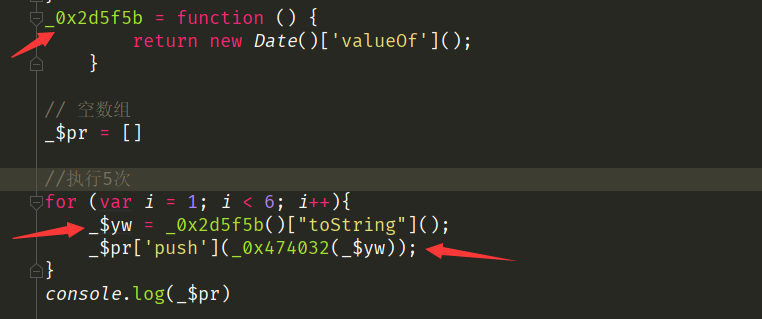 _0x2d5f5b = function () {
        return new Date()['valueOf']();
    }
// 空数组
_$pr = []
//执行5次
for (var i = 1; i < 6; i++){
    _$yw = _0x2d5f5b()["toString"]();
    _$pr['push'](_0x474032(_$yw));
}
console.log(_$pr)